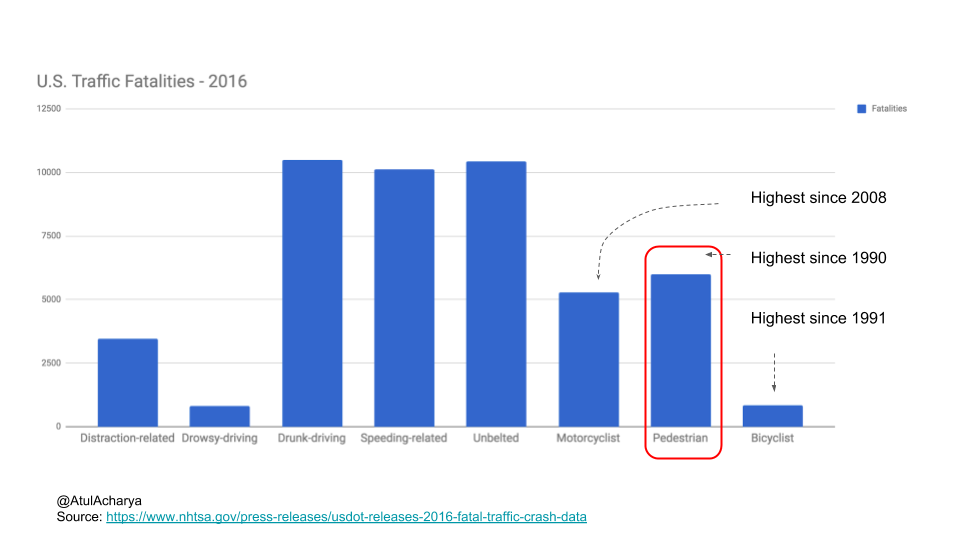 U.S. Traffic Fatalities - 2016
12500
Fatalities
10000
Highest since 2008
7500
Highest since 1990
5000
Highest since 1991
2500
0
Distraction-related Drowsy-driving Drunk-driving Speeding-related Unbelted Motorcyclist Pedestrian Bicyclist
@AtulAcharya
Source: https://www.nhtsa.gov/press-releases/usdot-releases-2016-fatal-traffic-crash-data